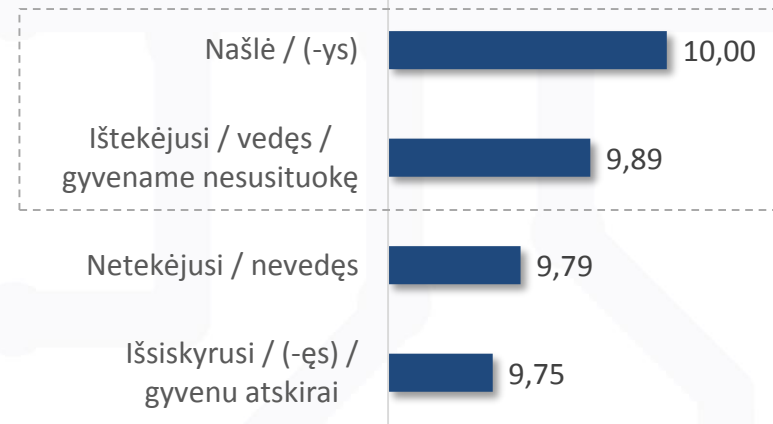 Našlė / (-ys)
10,00
Ištekėjusi / vedęs /
gyvename nesusituokę
9,89
Netekėjusi / nevedęs
9,79
Išsiskyrusi / (-ęs) /
gyvenu atskirai
9,75